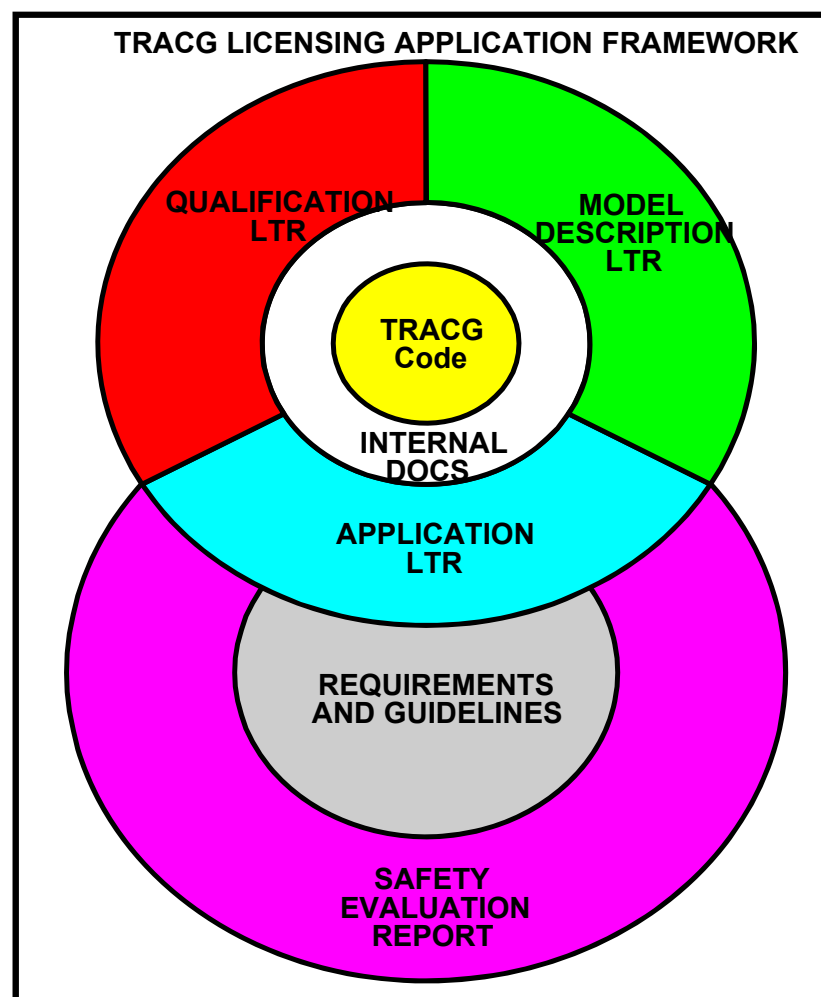 TRACG LICENSING APPLICATION FRAMEWORK
QUALIFICATION
LTR
MODEL
DESCRIPTION
LTR
TRACG
Code
INTERNAL
DOCS
APPLICATION
LTR
REQUIREMENTS
AND GUIDELINES
SAFETY
EVALUATION
REPORT